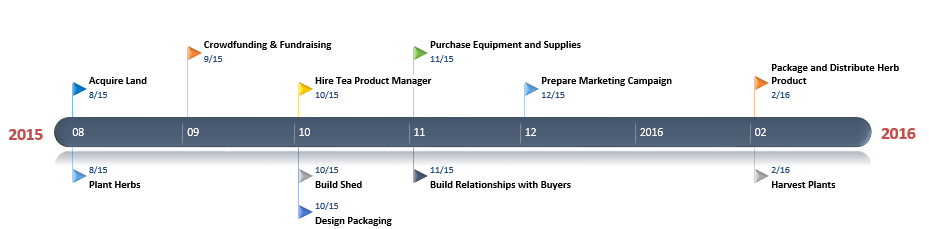 Crowdfunding & Fundraising
9/15
Purchase Equipment and Supplies
11/15
Acquire Land
8/15
Hire Tea Product Manager
10/15
Prepare Marketing Campaign
12/15
Package and Distribute Herb
Product
2/16
2015
08
09
10
11
12
2016
02
2016
8/15
Plant Herbs
10/15
Build Shed
11/15
Build Relationships with Buyers
2/16
Harvest Plants
10/15
Design Packaging